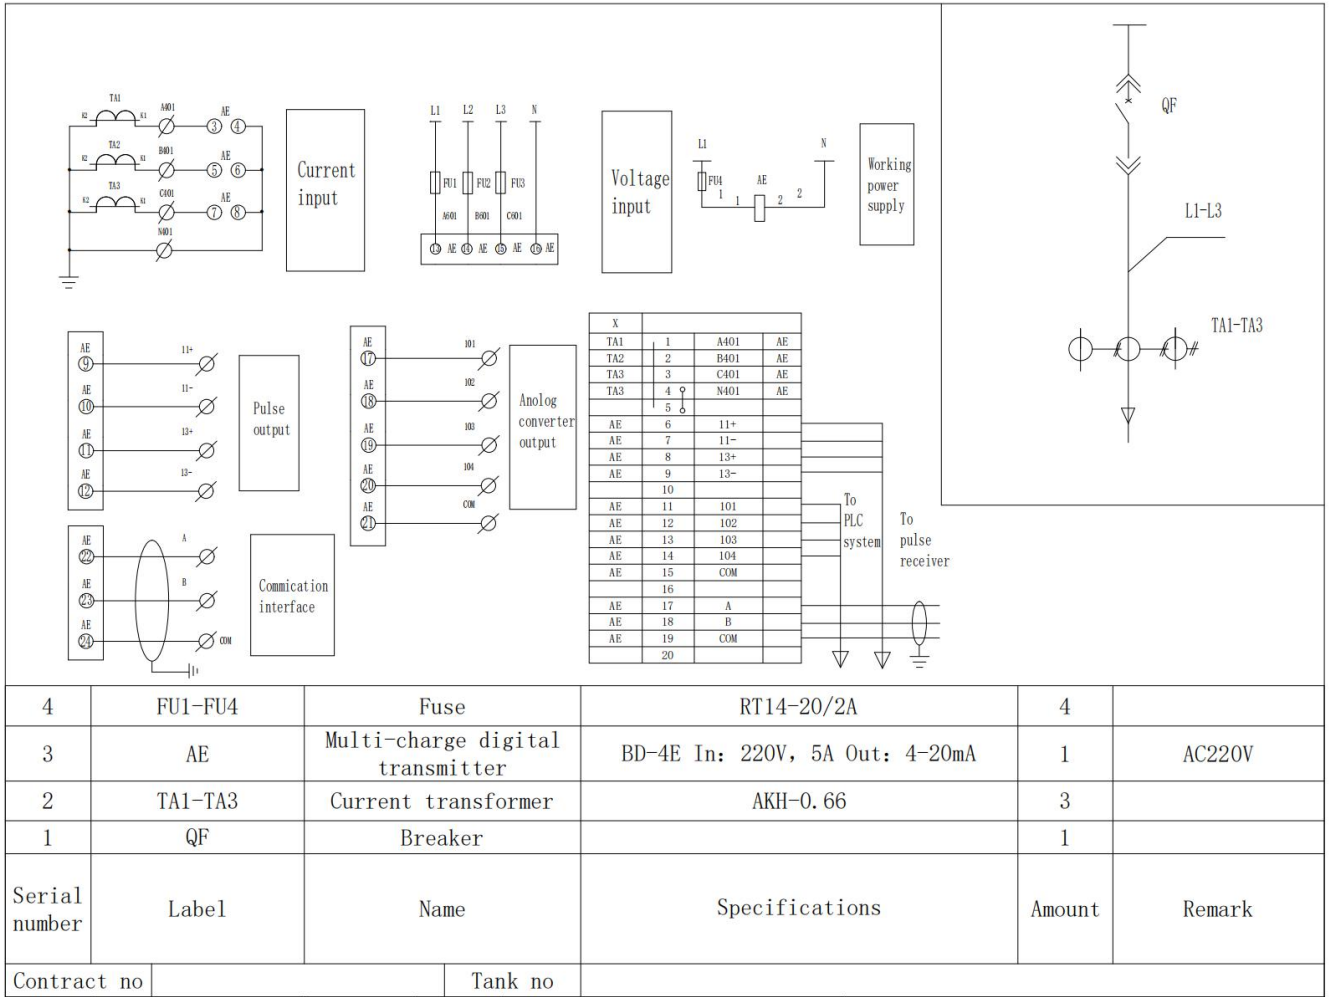 TA1 A401 AE
K2 K1 3 4
TA2 B401 AE
K2 K1 5 6
TA3 C401 AE
K2 K1 7 8
N401
Current
input
L1 L2 L3 N
FU1 FU2 FU3
A601 B601 C601
13 AE 14 AE 15 AE 16 AE
Voltage
input
L1 N
FU4 AE
1 1 2 2
Working
power
supply
QF
L1-L3
TA1-TA3
AE 11+
9
AE 11-
10
AE 13+
11
AE 13-
12
Pulse
output
AE 101
17
AE 102
18
AE 103
19
AE 104
20
AE COM
21
Analog
converter
output
AE A
22
AE B
23
AE
24 COM
Commication
interface
X
TA1 1 A401 AE
TA2 2 B401 AE
TA3 3 C401 AE
TA3 4 N401 AE
5
AE 6 11+
AE 7 11-
AE 8 13+
AE 9 13-
10
AE 11 101
AE 12 102
AE 13 103
AE 14 104
AE 15 COM
16
AE 17 A
AE 18 B
AE 19 COM
20
To
PLC
system
To
pulse
receiver
4 FU1-FU4 Fuse RT14-20/2A 4
3 AE Multi-charge digital transmitter BD-4E In: 220V, 5A Out: 4-20mA 1 AC220V
2 TA1-TA3 Current transformer AKH-0.66 3
1 QF Breaker 1
Serial number Label Name Specifications Amount Remark
Contract no Tank no